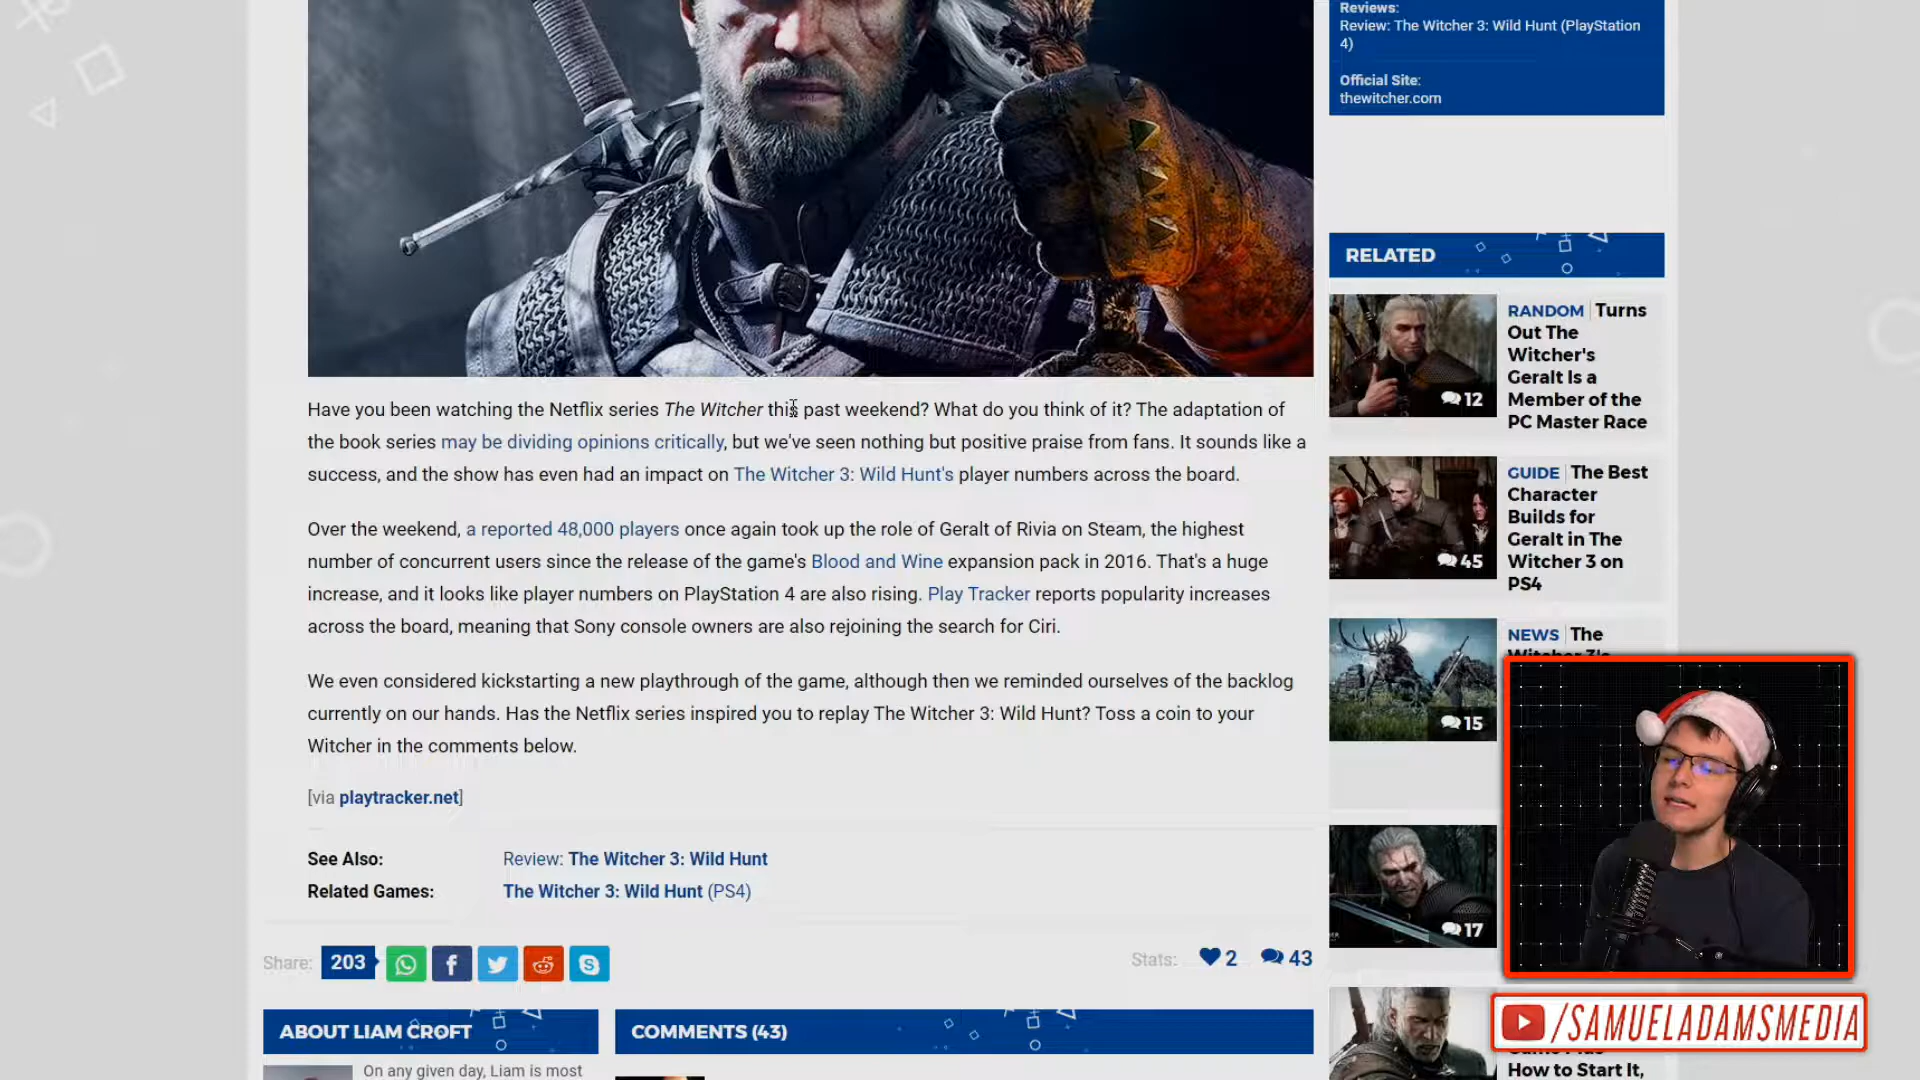 Reviews:
Review: The Witcher 3: Wild Hunt (PlayStation
4)
Official Site:
thewitcher.com
Have you been watching the Netflix series The Witcher this past weekend? What do you think of it? The adaptation of
the book series may be dividing opinions critically, but we've seen nothing but positive praise from fans. It sounds like a
success, and the show has even had an impact on The Witcher 3: Wild Hunt's player numbers across the board.
Over the weekend, a reported 48,000 players once again took up the role of Geralt of Rivia on Steam, the highest
number of concurrent users since the release of the game's Blood and Wine expansion pack in 2016. That's a huge
increase, and it looks like player numbers on PlayStation 4 are also rising. Play Tracker reports popularity increases
across the board, meaning that Sony console owners are also rejoining the search for Ciri.
We even considered kickstarting a new playthrough of the game, although then we reminded ourselves of the backlog
currently on our hands. Has the Netflix series inspired you to replay The Witcher 3: Wild Hunt? Toss a coin to your
Witcher in the comments below.
[via playtracker.net]
See Also: Review: The Witcher 3: Wild Hunt
Related Games: The Witcher 3: Wild Hunt (PS4)
Share: 203
Stats: 2 43
ABOUT LIAM CROFT
On any given day, Liam is most
COMMENTS (43)
RELATED
12
RANDOM Turns
Out The
Witcher's
Geralt Is a
Member of the
PC Master Race
45
GUIDE The Best
Character
Builds for
Geralt in The
Witcher 3 on
PS4
15
NEWS The
Witcher 3's
17
/SAMUELADAMSMEDIA
How to Start It,